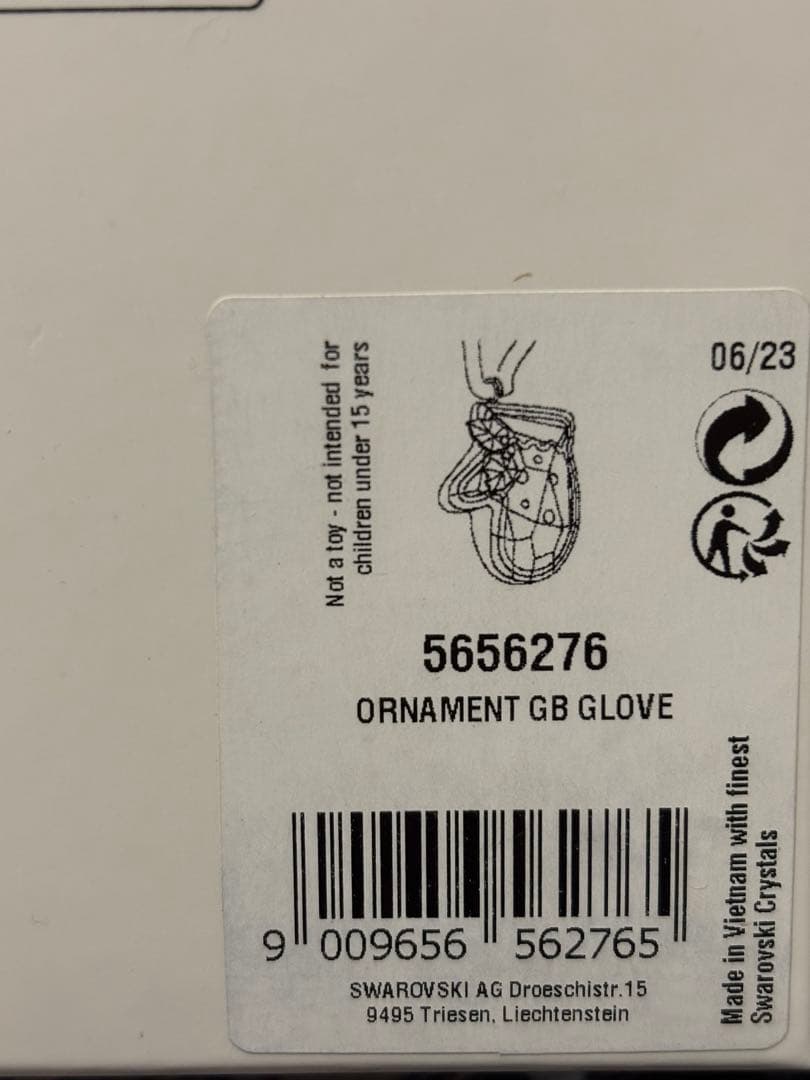 Not a toy - not intended for
children under 15 years
06/23
5656276
ORNAMENT GB GLOVE
9 009656 562765
SWAROVSKI AG Droeschistr.15
9495 Triesen, Liechtenstein
Made in Vietnam with finest
Swarovski Crystals